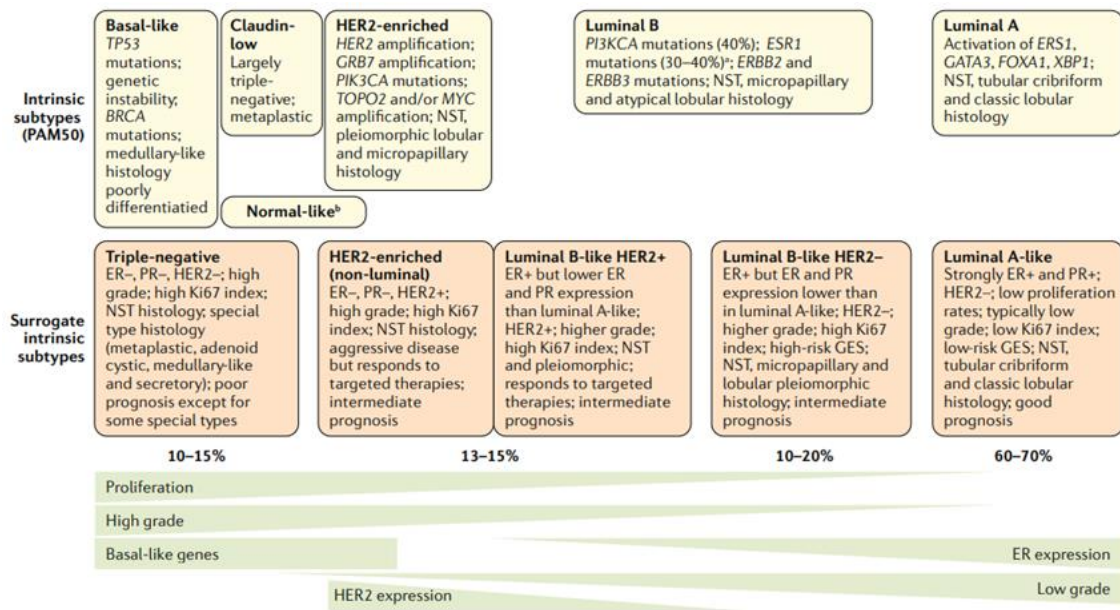 Intrinsic
subtypes
(PAM50)
Basal-like
TP53
mutations;
genetic
instability;
BRCA
mutations;
medullary-like
histology
poorly
differentiatied
Claudin-
low
Largely
triple-
negative;
metaplastic
HER2-enriched
HER2 amplification;
GRB7 amplification;
PIK3CA mutations;
TOPO2 and/or MYC
amplification; NST,
pleiomorphic lobular
and micropapillary
histology
Normal-likeᵇ
Luminal B
PI3KCA mutations (40%); ESR1
mutations (30–40%)ᵃ; ERBB2 and
ERBB3 mutations; NST, micropapillary
and atypical lobular histology
Luminal A
Activation of ERS1,
GATA3, FOXA1, XBP1;
NST, tubular cribriform
and classic lobular
histology
Surrogate
intrinsic
subtypes
Triple-negative
ER–, PR–, HER2–; high
grade; high Ki67 index;
NST histology; special
type histology
(metaplastic, adenoid
cystic, medullary-like
and secretory); poor
prognosis except for
some special types
HER2-enriched
(non-luminal)
ER–, PR–, HER2+;
high grade; high Ki67
index; NST histology;
aggressive disease
but responds to
targeted therapies;
intermediate
prognosis
Luminal B-like HER2+
ER+ but lower ER
and PR expression
than luminal A-like;
HER2+; higher grade;
high Ki67 index; NST
and pleiomorphic;
responds to targeted
therapies; intermediate
prognosis
Luminal B-like HER2–
ER+ but ER and PR
expression lower than
in luminal A-like; HER2–;
higher grade; high Ki67
index; high-risk GES;
NST, micropapillary and
lobular pleiomorphic
histology; intermediate
prognosis
Luminal A-like
Strongly ER+ and PR+;
HER2–; low proliferation
rates; typically low
grade; low Ki67 index;
low-risk GES; NST,
tubular cribriform
and classic lobular
histology; good
prognosis
10–15%
13–15%
10–20%
60–70%
Proliferation
High grade
Basal-like genes
ER expression
Low grade
HER2 expression